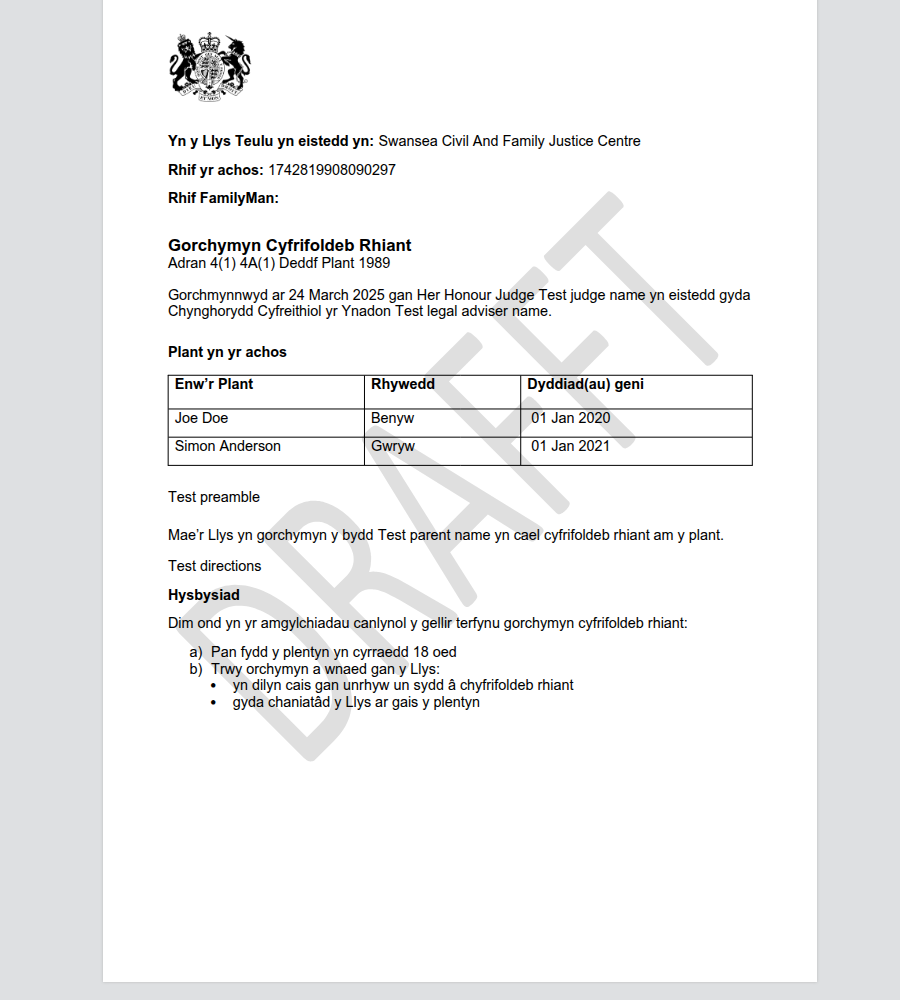 Yn y Llys Teulu yn eistedd yn: Swansea Civil And Family Justice Centre
Rhif yr achos: 1742819908090297
Rhif FamilyMan:
Gorchymyn Cyfrifoldeb Rhiant
Adran 4(1) 4A(1) Deddf Plant 1989
Gorchmynnwyd ar 24 March 2025 gan Her Honour Judge Test judge name yn eistedd gyda
Chynghorydd Cyfreithiol yr Ynadon Test legal adviser name.
Plant yn yr achos
Enw’r Plant Rhywedd Dyddiad(au) geni
Joe Doe Benyw 01 Jan 2020
Simon Anderson Gwryw 01 Jan 2021
Test preamble
Mae’r Llys yn gorchymyn y bydd Test parent name yn cael cyfrifoldeb rhiant am y plant.
Test directions
Hysbysiad
Dim ond yn yr amgylchiadau canlynol y gellir terfynu gorchymyn cyfrifoldeb rhiant:
a) Pan fydd y plentyn yn cyrraedd 18 oed
b) Trwy orchymyn a wnaed gan y Llys:
• yn dilyn cais gan unrhyw un sydd â chyfrifoldeb rhiant
• gyda chaniatâd y Llys ar gais y plentyn
DRAFFT